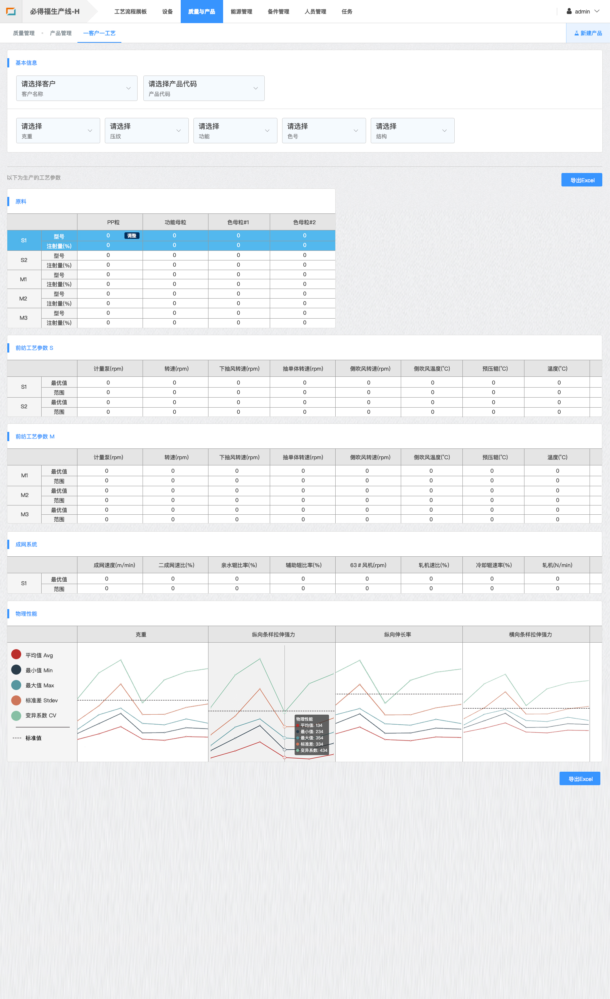 必得福生产线-H 工艺流程展板 设备 质量与产品 能源管理 备件管理 人员管理 任务 admin
质量管理 产品管理 一客户一工艺 新建产品
基本信息
请选择客户 请选择产品代码
客户名称 产品代码
请选择 请选择 请选择 请选择 请选择
克重 压纹 功能 色号 结构
以下为生产的工艺参数 导出Excel
原料
PP粒 功能母粒 色母粒#1 色母粒#2
S1 型号 0 调整 0 0 0
注射量(%) 0 0 0 0
S2 型号 0 0 0 0
注射量(%) 0 0 0 0
M1 型号 0 0 0 0
注射量(%) 0 0 0 0
M2 型号 0 0 0 0
注射量(%) 0 0 0 0
M3 型号 0 0 0 0
注射量(%) 0 0 0 0
前纺工艺参数 S
计量泵(rpm) 转速(rpm) 下抽风转速(rpm) 抽单体转速(rpm) 侧吹风转速(rpm) 侧吹风温度(°C) 预压辊(°C) 温度(°C)
S1 最优值 0 0 0 0 0 0 0 0
范围 0 0 0 0 0 0 0 0
S2 最优值 0 0 0 0 0 0 0 0
范围 0 0 0 0 0 0 0 0
前纺工艺参数 M
计量泵(rpm) 转速(rpm) 下抽风转速(rpm) 抽单体转速(rpm) 侧吹风转速(rpm) 侧吹风温度(°C) 预压辊(°C) 温度(°C)
M1 最优值 0 0 0 0 0 0 0 0
范围 0 0 0 0 0 0 0 0
M2 最优值 0 0 0 0 0 0 0 0
范围 0 0 0 0 0 0 0 0
M3 最优值 0 0 0 0 0 0 0 0
范围 0 0 0 0 0 0 0 0
成网系统
成网速度(m/min) 二成网速比(%) 亲水辊比率(%) 辅助辊比率(%) 63＃风机(rpm) 轧机速比(%) 冷却辊速率(%) 轧机(N/min)
S1 最优值 0 0 0 0 0 0 0 0
范围 0 0 0 0 0 0 0 0
物理性能
克重 纵向条样拉伸强力 纵向伸长率 横向条样拉伸强力
平均值 Avg
最小值 Min
最大值 Max
标准差 Stdev
变异系数 CV
标准值
物理性能
平均值: 134
最小值: 234
最大值: 354
标准差: 334
变异系数: 434
导出Excel